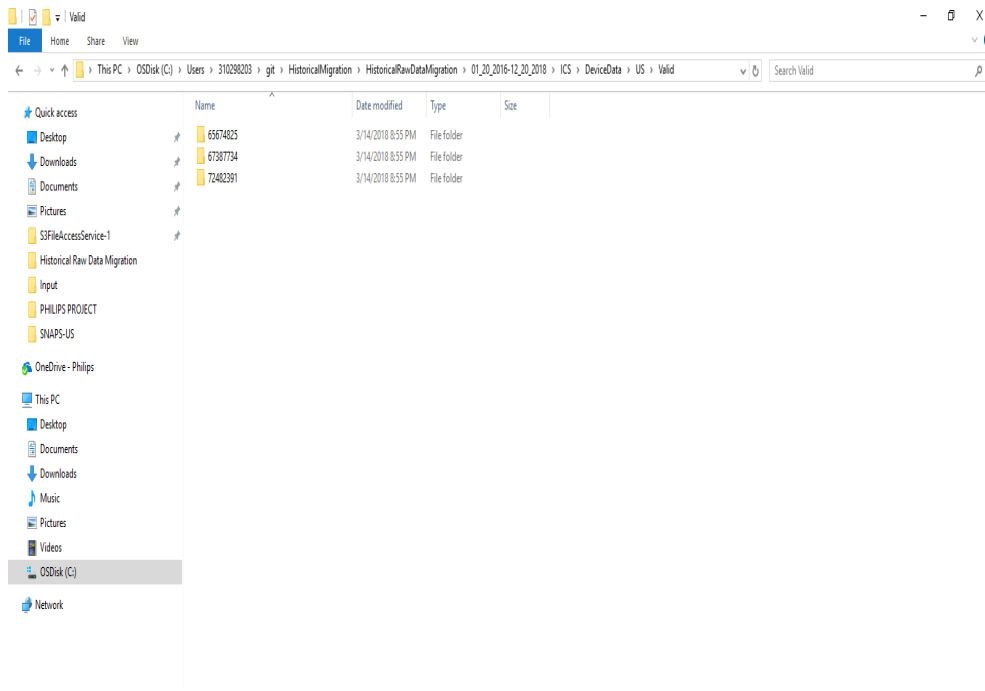 Valid
File Home Share View
This PC › OSDisk (C:) › Users › 310298203 › git › HistoricalMigration › HistoricalRawDataMigration › 01_20_2016-12_20_2018 › ICS › DeviceData › US › Valid
Search Valid
Name Date modified Type Size
65674825 3/14/2018 8:55 PM File folder
67387734 3/14/2018 8:55 PM File folder
72482391 3/14/2018 8:55 PM File folder
Quick access
Desktop
Downloads
Documents
Pictures
S3FileAccessService-1
Historical Raw Data Migration
Input
PHILIPS PROJECT
SNAPS-US
OneDrive - Philips
This PC
Desktop
Documents
Downloads
Music
Pictures
Videos
OSDisk (C:)
Network